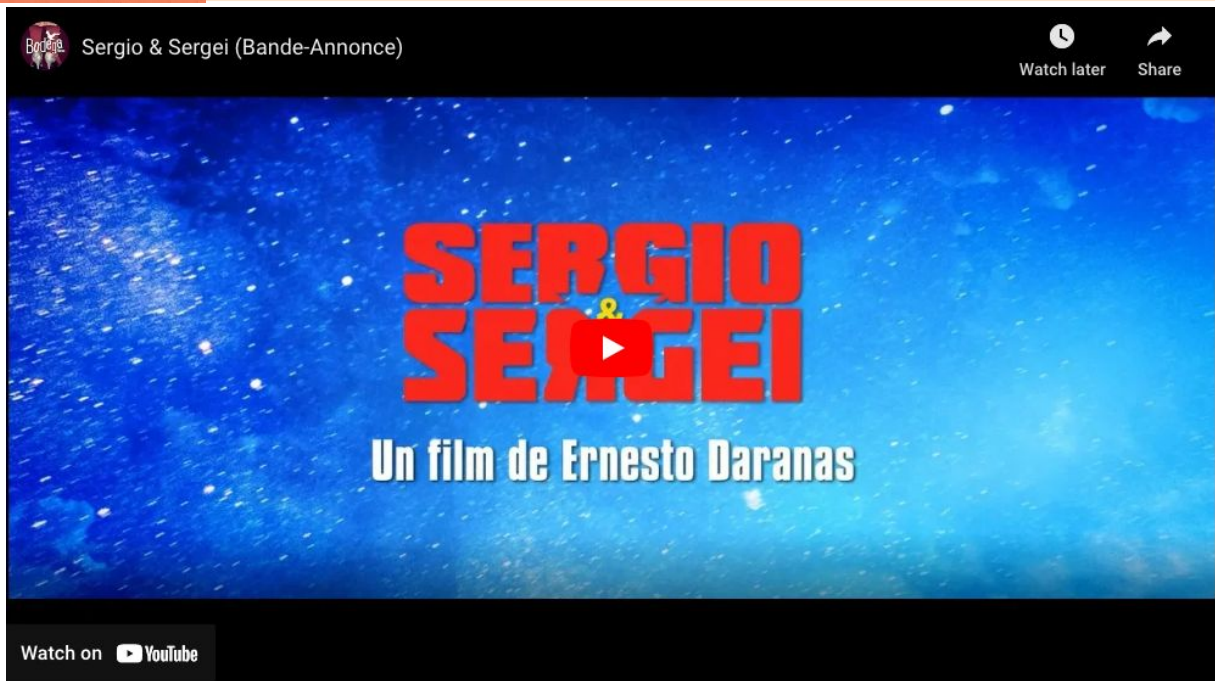 Bodega
Sergio & Sergei (Bande-Annonce)
Watch later
Share
SERGIO
&
SERGEI
Un film de Ernesto Daranas
Watch on YouTube